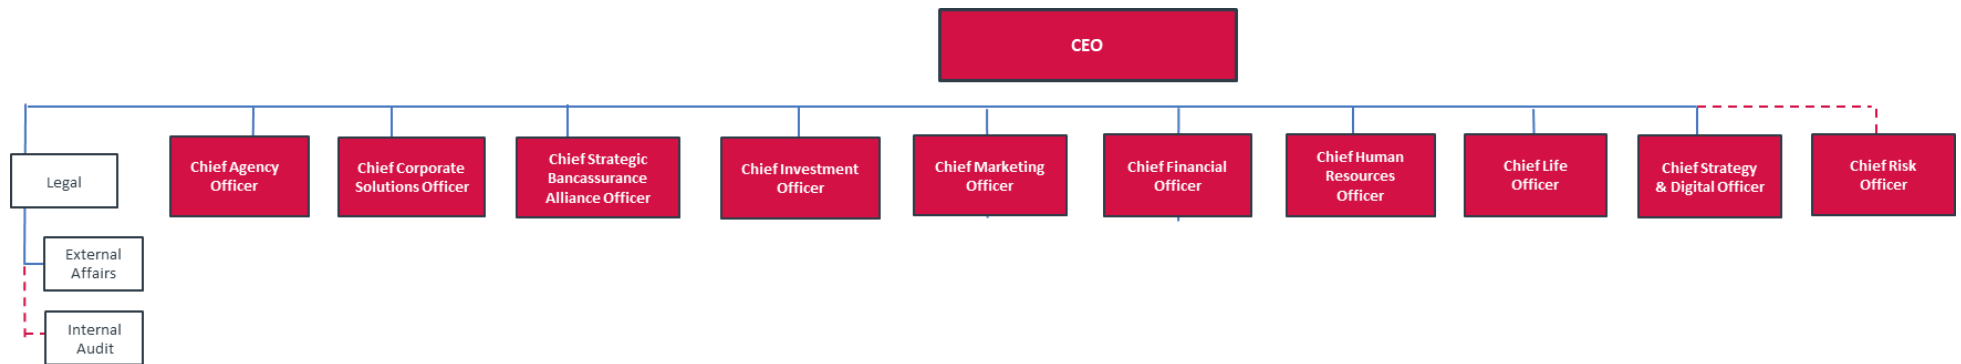 CEO
Legal
Chief Agency
Officer
Chief Corporate
Solutions Officer
Chief Strategic
Bancassurance
Alliance Officer
Chief Investment
Officer
Chief Marketing
Officer
Chief Financial
Officer
Chief Human
Resources
Officer
Chief Life
Officer
Chief Strategy
& Digital Officer
Chief Risk
Officer
External
Affairs
Internal
Audit